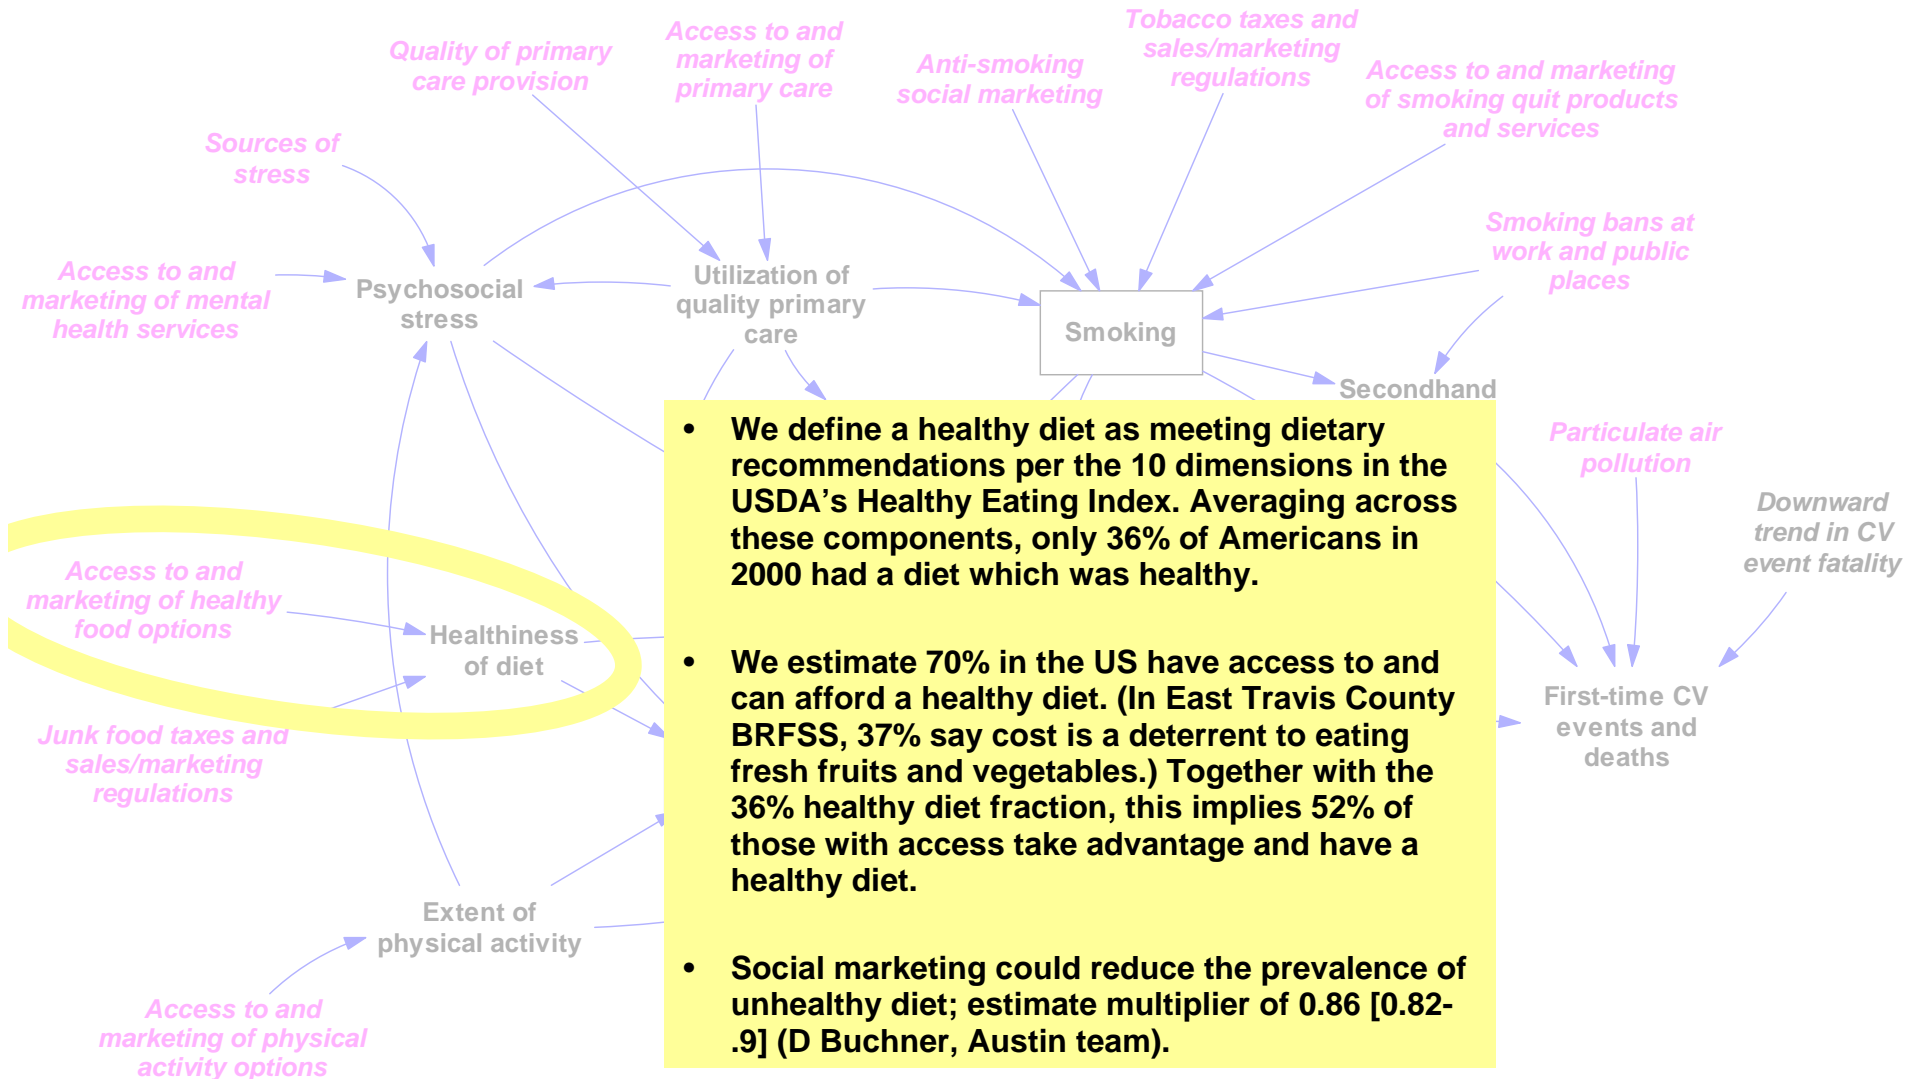 Quality of primary
care provision
Access to and
marketing of
primary care
Anti-smoking
social marketing
Tobacco taxes and
sales/marketing
regulations
Access to and marketing
of smoking quit products
and services
Sources of
stress
Smoking bans at
work and public
places
Access to and
marketing of mental
health services
Psychosocial
stress
Utilization of
quality primary
care
Smoking
Secondhand
Particulate air
pollution
Downward
trend in CV
event fatality
Access to and
marketing of healthy
food options
Healthiness
of diet
Junk food taxes and
sales/marketing
regulations
First-time CV
events and
deaths
Extent of
physical activity
Access to and
marketing of physical
activity options
• We define a healthy diet as meeting dietary
recommendations per the 10 dimensions in the
USDA’s Healthy Eating Index. Averaging across
these components, only 36% of Americans in
2000 had a diet which was healthy.
• We estimate 70% in the US have access to and
can afford a healthy diet. (In East Travis County
BRFSS, 37% say cost is a deterrent to eating
fresh fruits and vegetables.) Together with the
36% healthy diet fraction, this implies 52% of
those with access take advantage and have a
healthy diet.
• Social marketing could reduce the prevalence of
unhealthy diet; estimate multiplier of 0.86 [0.82-
.9] (D Buchner, Austin team).